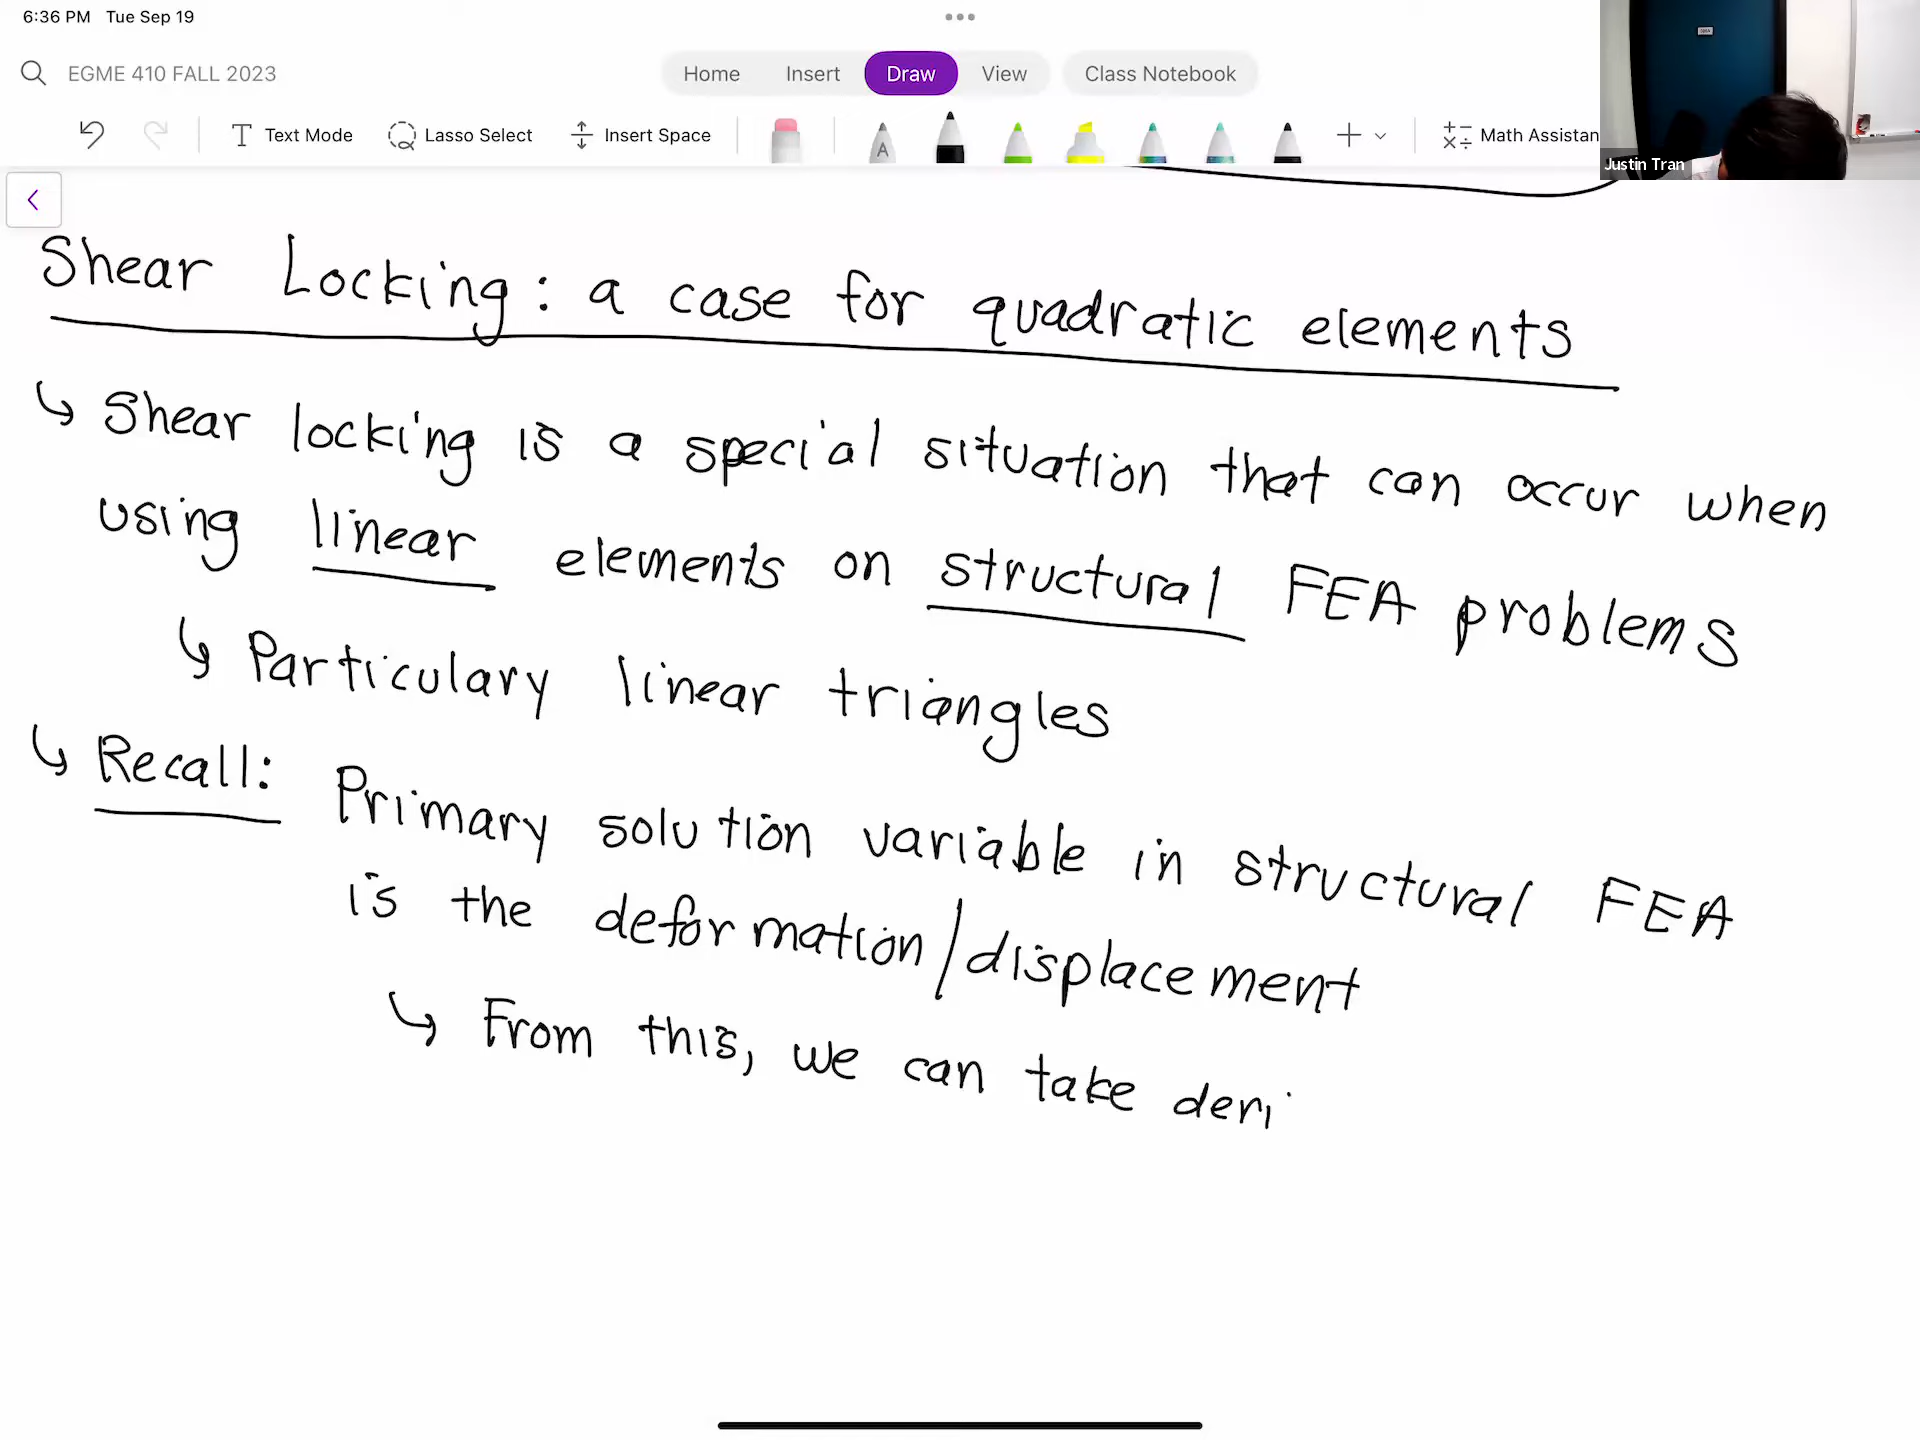 6:36 PM Tue Sep 19
EGME 410 FALL 2023
Home Insert Draw View Class Notebook
Text Mode Lasso Select Insert Space A Math Assistan
Justin Tran
Shear Locking: a case for quadratic elements
↳ Shear locking is a special situation that can occur when
using linear elements on structural FEA problems
↳ Particulary linear triangles
↳ Recall: Primary solution variable in structural FEA
is the deformation/displacement
↳ From this, we can take deri